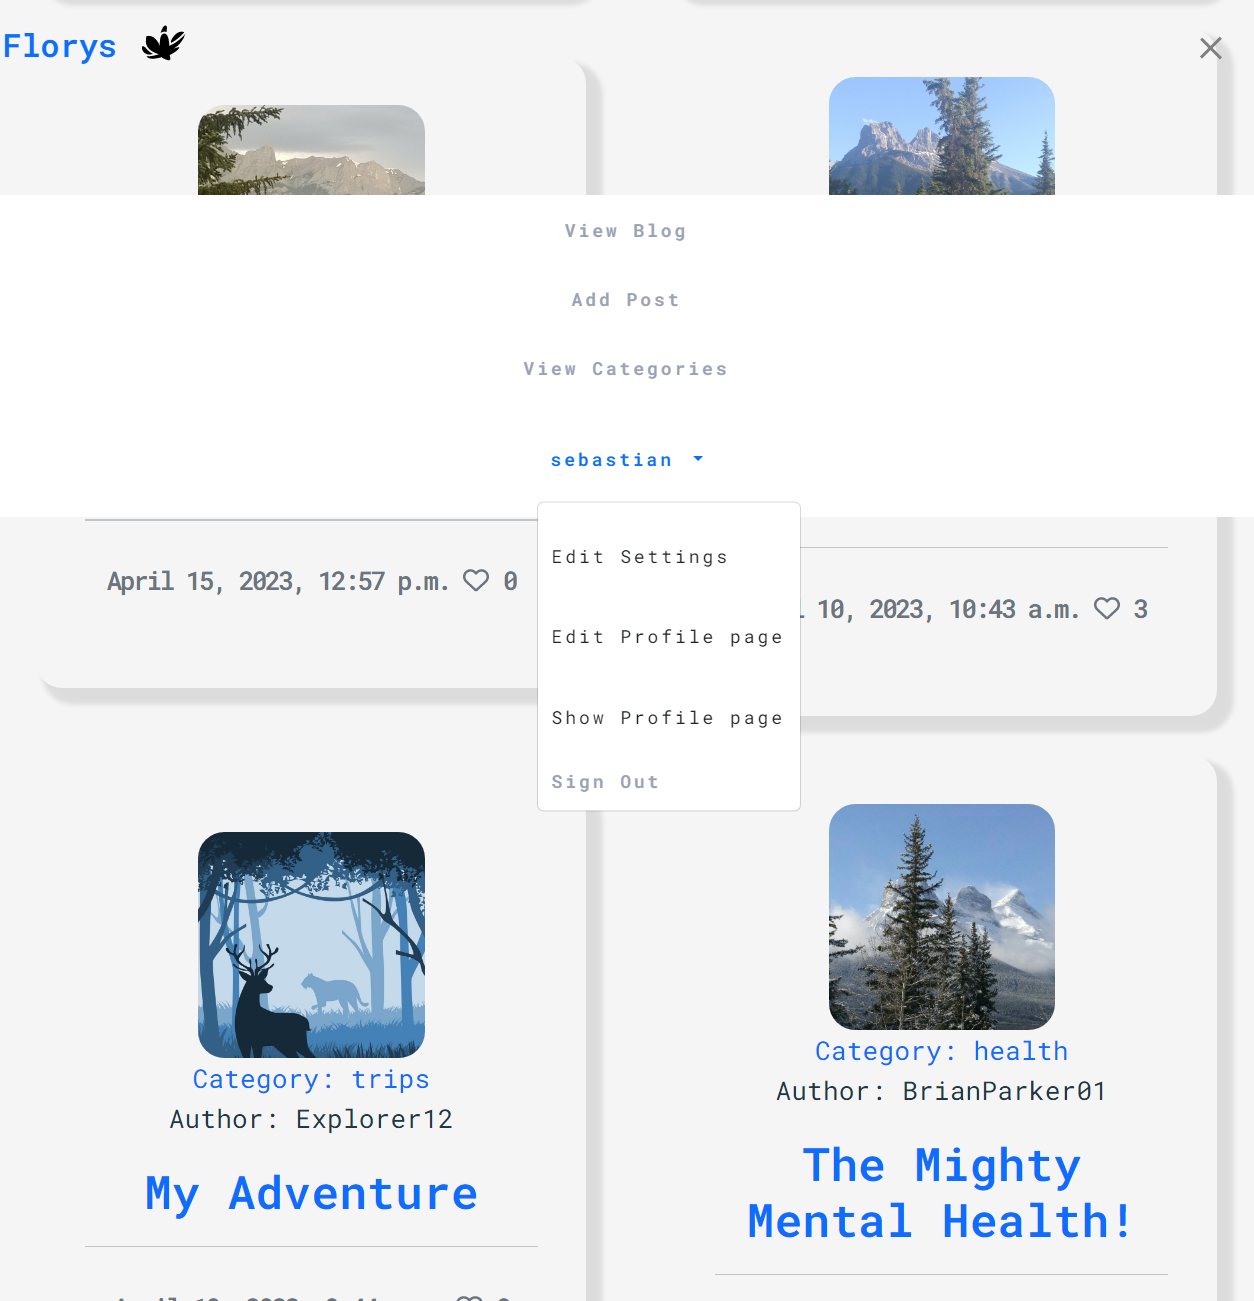 Florys
View Blog
Add Post
View Categories
sebastian
Edit Settings
Edit Profile page
Show Profile page
Sign Out
April 15, 2023, 12:57 p.m. 0
10, 2023, 10:43 a.m. 3
Category: trips
Author: Explorer12
My Adventure
Category: health
Author: BrianParker01
The Mighty
Mental Health!